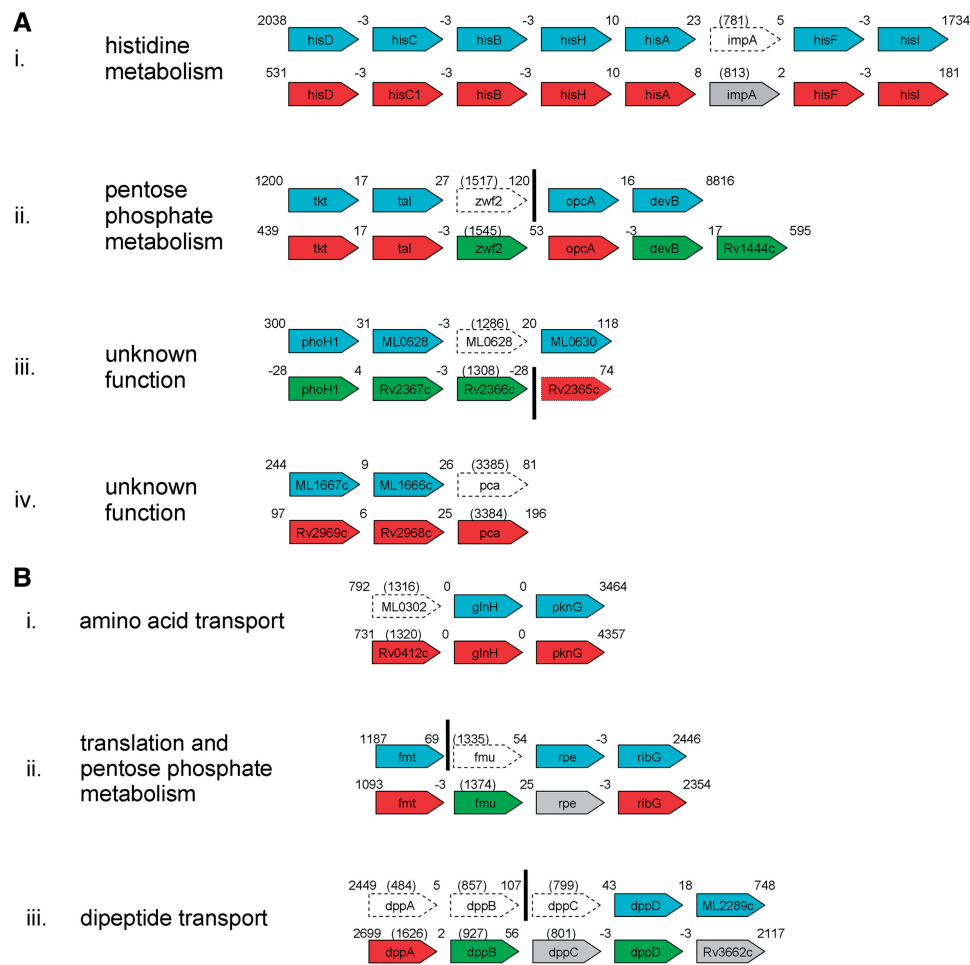 A
i. histidine metabolism
2038 -3 -3 -3 10 23 (781) 5 -3 1734
hisD hisC hisB hisH hisA impA hisF hisI
531 -3 -3 -3 10 8 (813) 2 -3 181
hisD hisC1 hisB hisH hisA impA hisF hisI
ii. pentose phosphate metabolism
1200 17 27 (1517) 120 16 8816
tkt tal zwf2 opcA devB
439 17 -3 (1545) 53 -3 17 595
tkt tal zwf2 opcA devB Rv1444c
iii. unknown function
300 31 -3 (1286) 20 118
phoH1 ML0628 ML0628 ML0630
-28 4 -3 (1308) -28 74
phoH1 Rv2367c Rv2366c Rv2365c
iv. unknown function
244 9 26 (3385) 81
ML1667c ML1666c pca
97 6 25 (3384) 196
Rv2969c Rv2968c pca
B
i. amino acid transport
792 (1316) 0 0 3464
ML0302 glnH pknG
731 (1320) 0 0 4357
Rv0412c glnH pknG
ii. translation and pentose phosphate metabolism
1187 69 (1335) 54 -3 2446
fmt fmu rpe ribG
1093 -3 (1374) 25 -3 2354
fmt fmu rpe ribG
iii. dipeptide transport
2449 (484) 5 (857) 107 (799) 43 18 748
dppA dppB dppC dppD ML2289c
2699 (1626) 2 (927) 56 (801) -3 -3 2117
dppA dppB dppC dppD Rv3662c